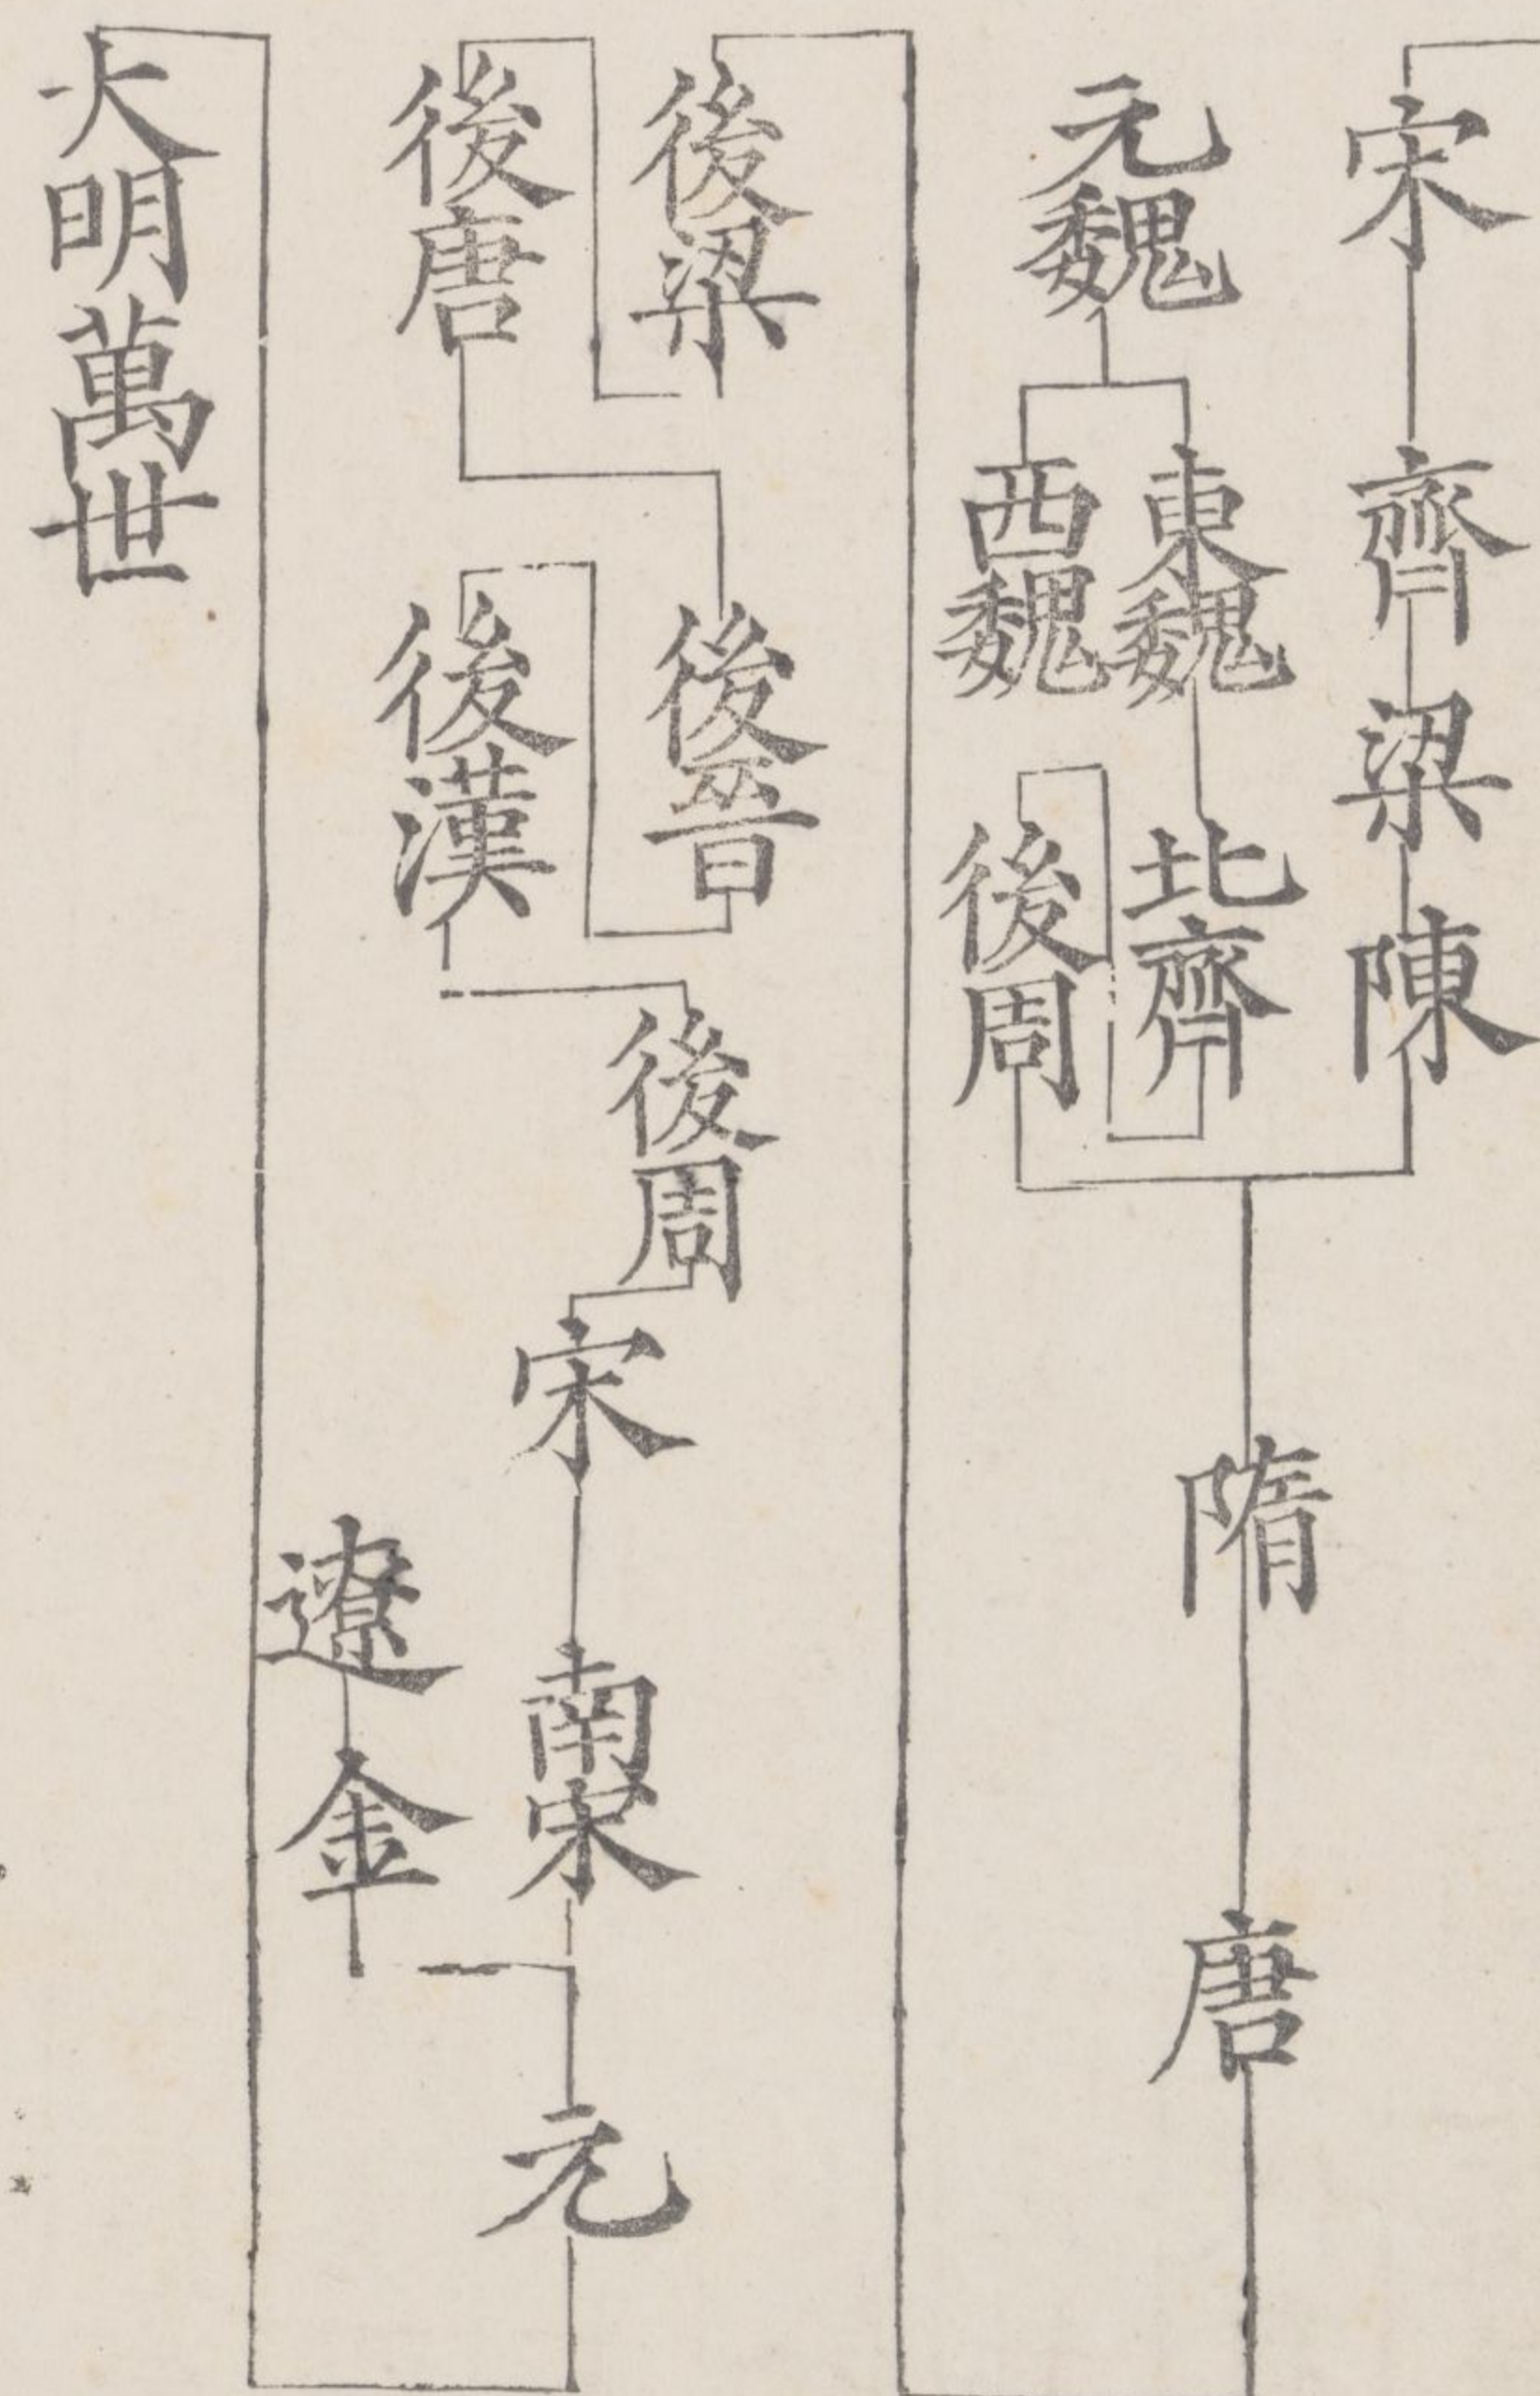 宋
齊
梁
陳
元魏
東魏
西魏
北齊
後周
隋
唐
後梁
後唐
後晉
後漢
後周
宋
南宋
遼
金
元
大明萬世